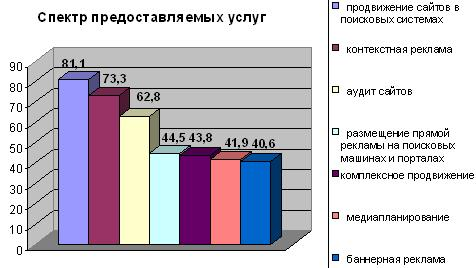 Спектр предоставляемых услуг
81,1
73,3
62,8
44,5 43,8
41,9 40,6
90
80
70
60
50
40
30
20
10
0
продвижение сайтов в
поисковых системах
контекстная реклама
аудит сайтов
размещение прямой
рекламы на поисковых
машинах и порталах
комплексное продвижение
медиапланирование
баннерная реклама